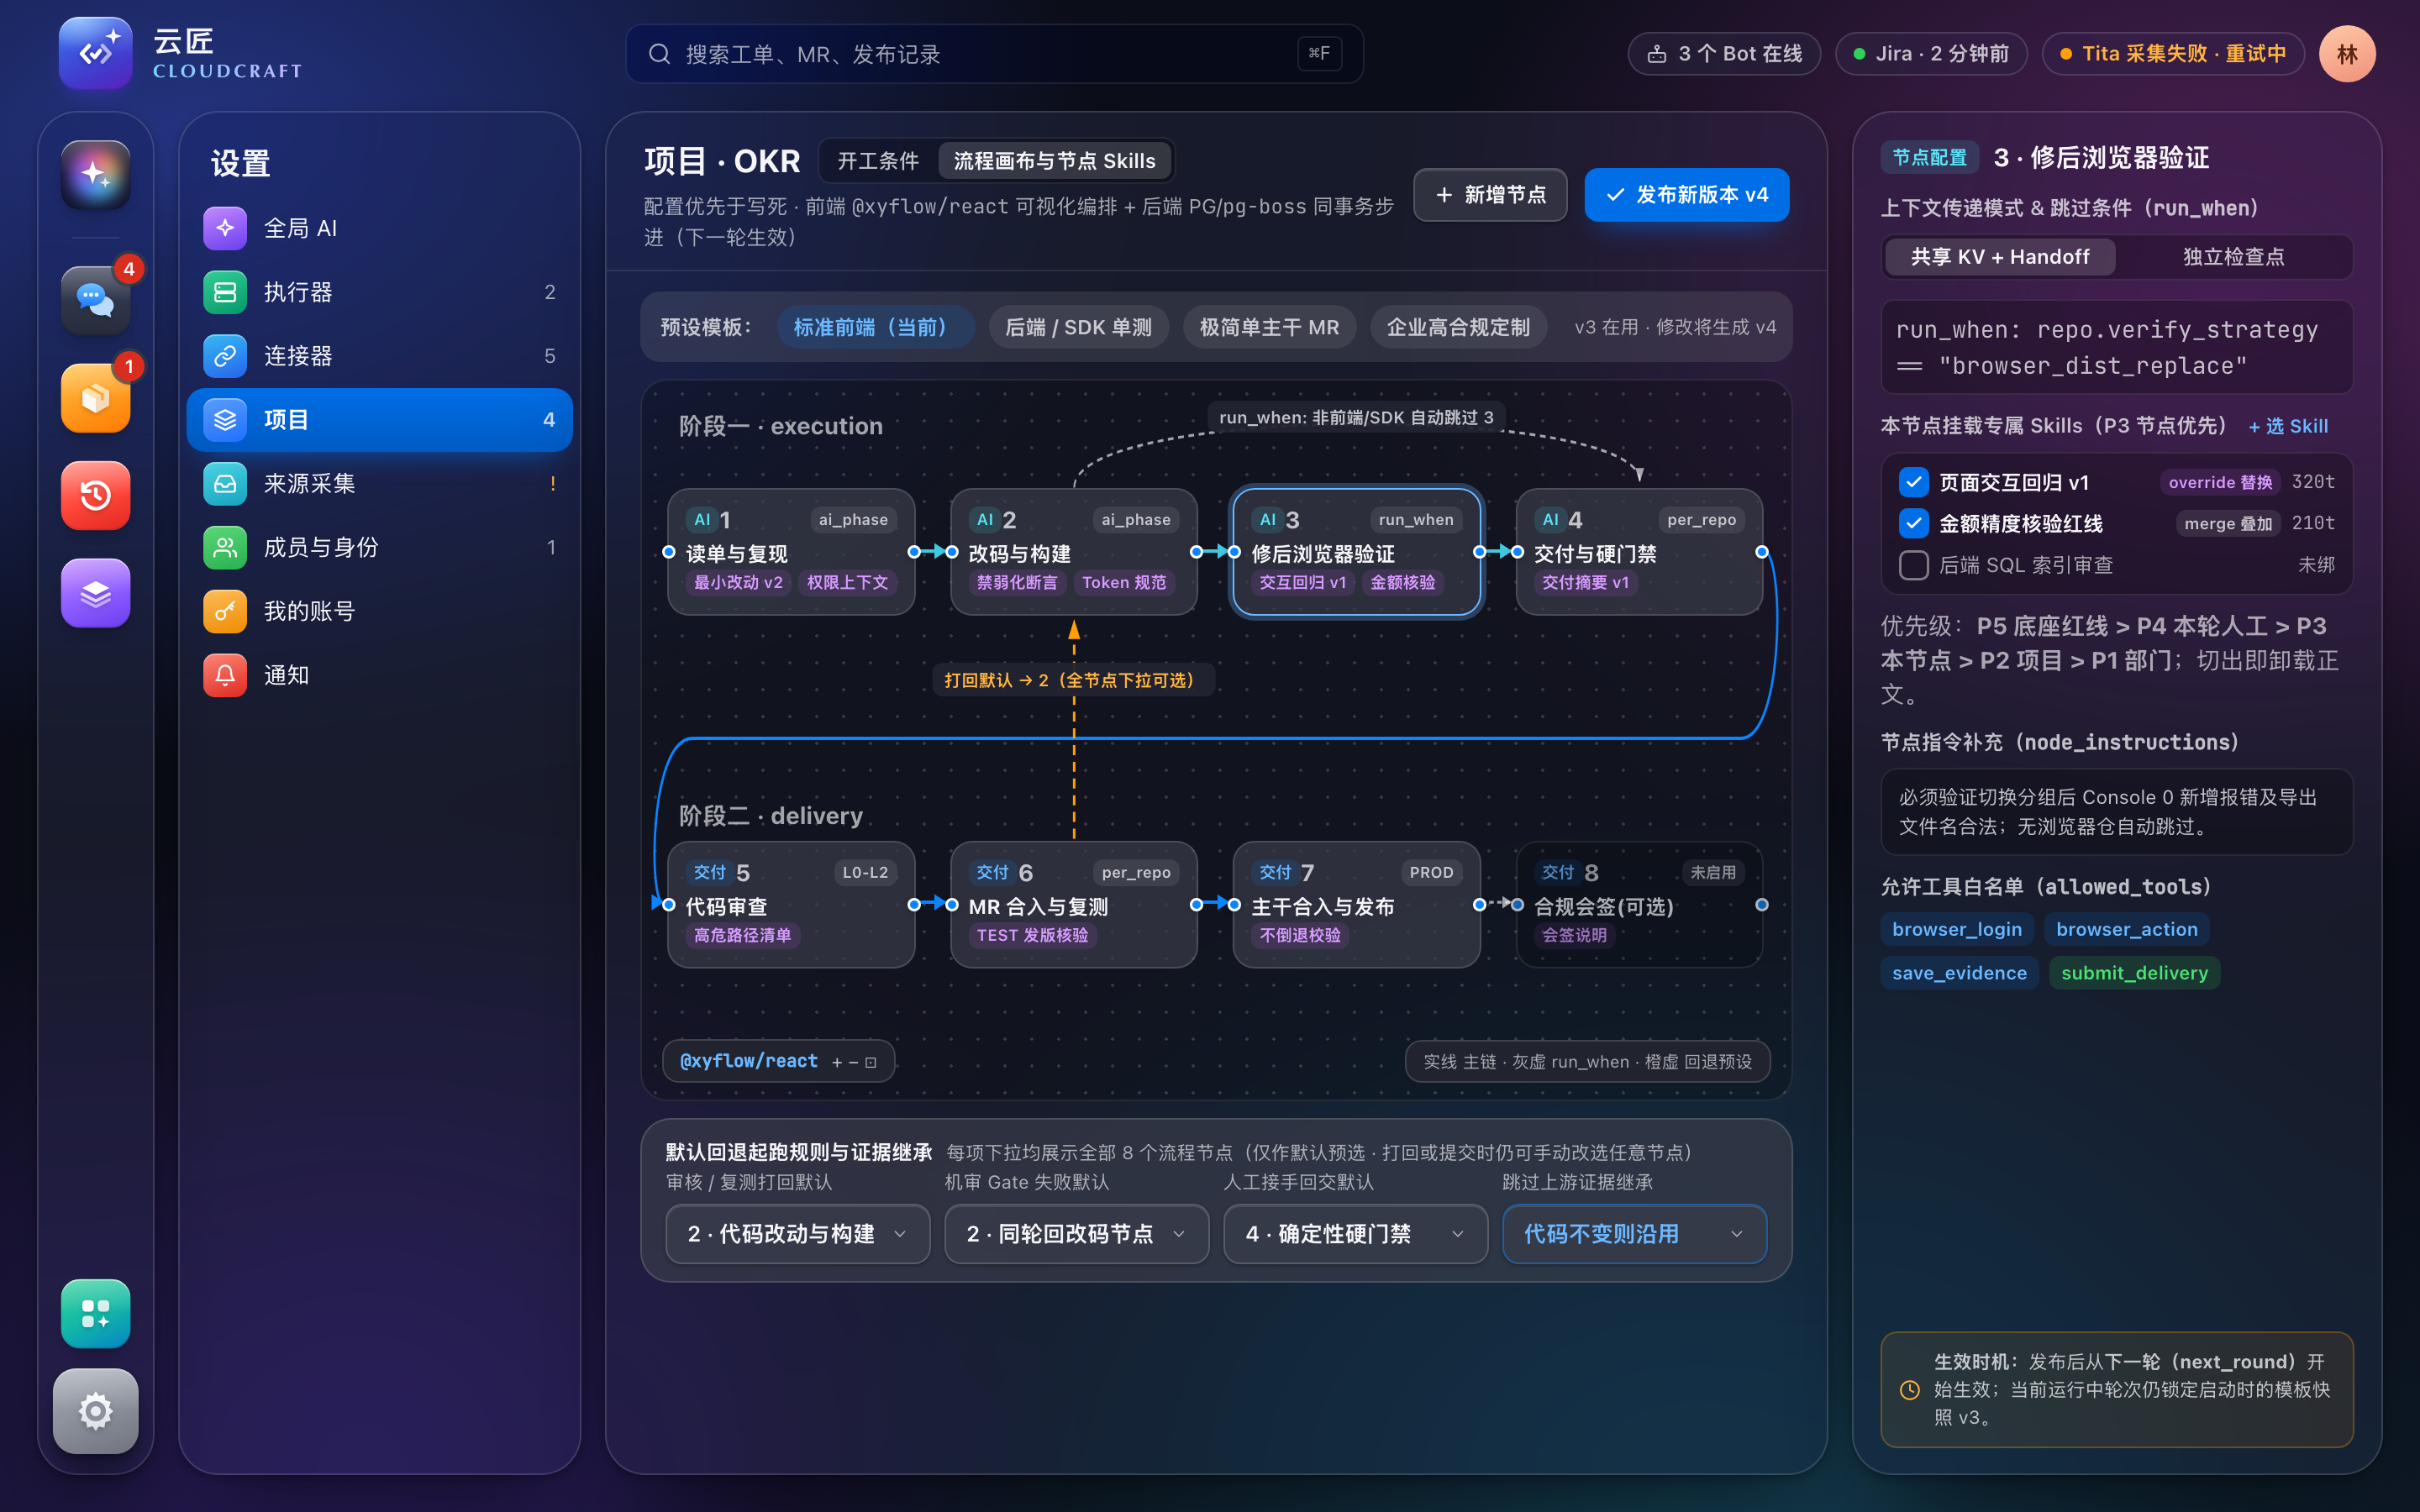 云匠
CLOUDCRAFT
搜索工单、MR、发布记录
⌘F
3 个 Bot 在线
Jira · 2 分钟前
Tita 采集失败 · 重试中
林
4
1
设置
全局 AI
执行器 2
连接器 5
项目 4
来源采集 !
成员与身份 1
我的账号
通知
项目 · OKR
开工条件
流程画布与节点 Skills
配置优先于写死 · 前端 @xyflow/react 可视化编排 + 后端 PG/pg-boss 同事务步
进（下一轮生效）
+ 新增节点
发布新版本 v4
预设模板：
标准前端（当前）
后端 / SDK 单测
极简单主干 MR
企业高合规定制
v3 在用 · 修改将生成 v4
阶段一 · execution
run_when: 非前端/SDK 自动跳过 3
AI 1 ai_phase
读单与复现
最小改动 v2 权限上下文
AI 2 ai_phase
改码与构建
禁弱化断言 Token 规范
AI 3 run_when
修后浏览器验证
交互回归 v1 金额核验
AI 4 per_repo
交付与硬门禁
交付摘要 v1
打回默认 → 2（全节点下拉可选）
阶段二 · delivery
交付 5 L0-L2
代码审查
高危路径清单
交付 6 per_repo
MR 合入与复测
TEST 发版核验
交付 7 PROD
主干合入与发布
不倒退校验
交付 8 未启用
合规会签(可选)
会签说明
@xyflow/react + − ⊡
实线 主链 · 灰虚 run_when · 橙虚 回退预设
默认回退起跑规则与证据继承 每项下拉均展示全部 8 个流程节点（仅作默认预选 · 打回或提交时仍可手动改选任意节点）
审核 / 复测打回默认
2 · 代码改动与构建
机审 Gate 失败默认
2 · 同轮回改码节点
人工接手回交默认
4 · 确定性硬门禁
跳过上游证据继承
代码不变则沿用
节点配置 3 · 修后浏览器验证
上下文传递模式 & 跳过条件（run_when）
共享 KV + Handoff
独立检查点
run_when: repo.verify_strategy
== "browser_dist_replace"
本节点挂载专属 Skills（P3 节点优先） + 选 Skill
页面交互回归 v1 override 替换 320t
金额精度核验红线 merge 叠加 210t
后端 SQL 索引审查 未绑
优先级：P5 底座红线 > P4 本轮人工 > P3
本节点 > P2 项目 > P1 部门；切出即卸载正
文。
节点指令补充（node_instructions）
必须验证切换分组后 Console 0 新增报错及导出
文件名合法；无浏览器仓自动跳过。
允许工具白名单（allowed_tools）
browser_login browser_action
save_evidence submit_delivery
生效时机：发布后从下一轮（next_round）开
始生效；当前运行中轮次仍锁定启动时的模板快
照 v3。